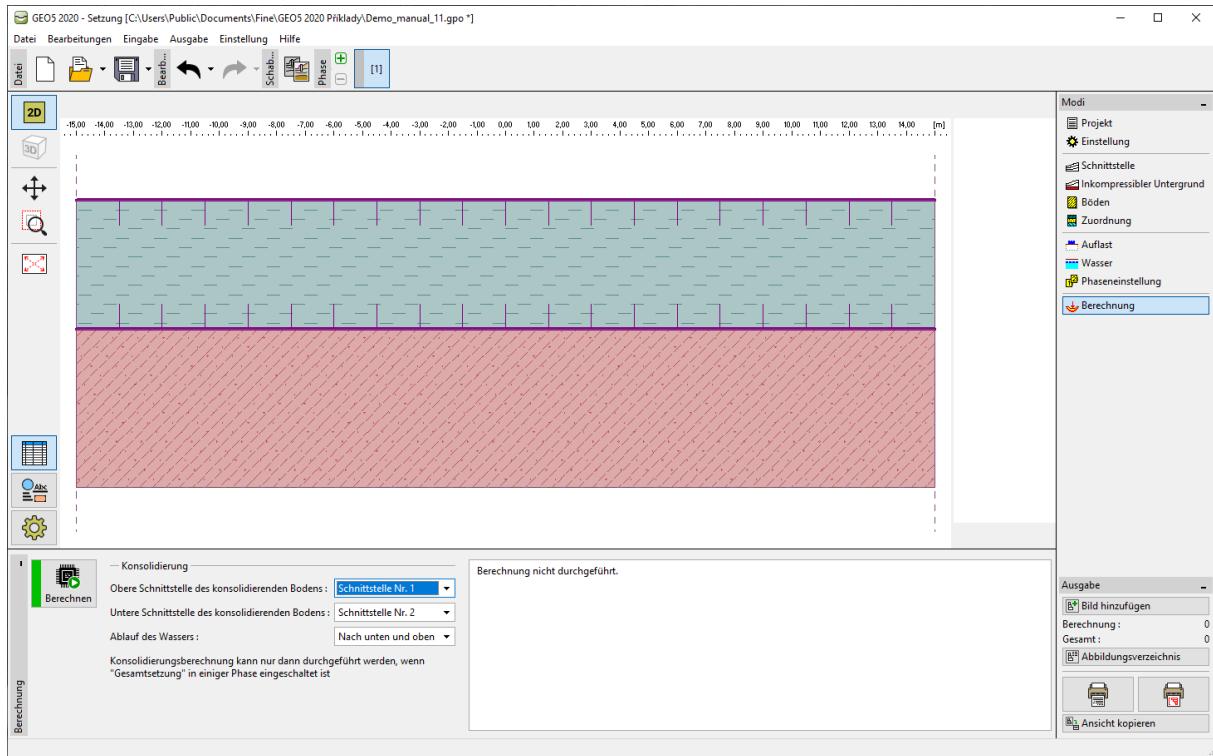 GEO5 2020 - Setzung [C:\Users\Public\Documents\Fine\GEO5 2020 Příklady\Demo_manual_11.gpo *]
Datei Bearbeitungen Eingabe Ausgabe Einstellung Hilfe
Datei
Bearb...
Schab...
Phase
[1]
2D
3D
-15,00 -14,00 -13,00 -12,00 -11,00 -10,00 -9,00 -8,00 -7,00 -6,00 -5,00 -4,00 -3,00 -2,00 -1,00 0,00 1,00 2,00 3,00 4,00 5,00 6,00 7,00 8,00 9,00 10,00 11,00 12,00 13,00 14,00 [m]
Abc
Modi
Projekt
Einstellung
Schnittstelle
Inkompressibler Untergrund
Böden
Zuordnung
Auflast
Wasser
Phaseneinstellung
Berechnung
Berechnung
Berechnen
Konsolidierung
Obere Schnittstelle des konsolidierenden Bodens : Schnittstelle Nr. 1
Untere Schnittstelle des konsolidierenden Bodens : Schnittstelle Nr. 2
Ablauf des Wassers : Nach unten und oben
Konsolidierungsberechnung kann nur dann durchgeführt werden, wenn
"Gesamtsetzung" in einiger Phase eingeschaltet ist
Berechnung nicht durchgeführt.
Ausgabe
Bild hinzufügen
Berechnung : 0
Gesamt : 0
Abbildungsverzeichnis
Ansicht kopieren